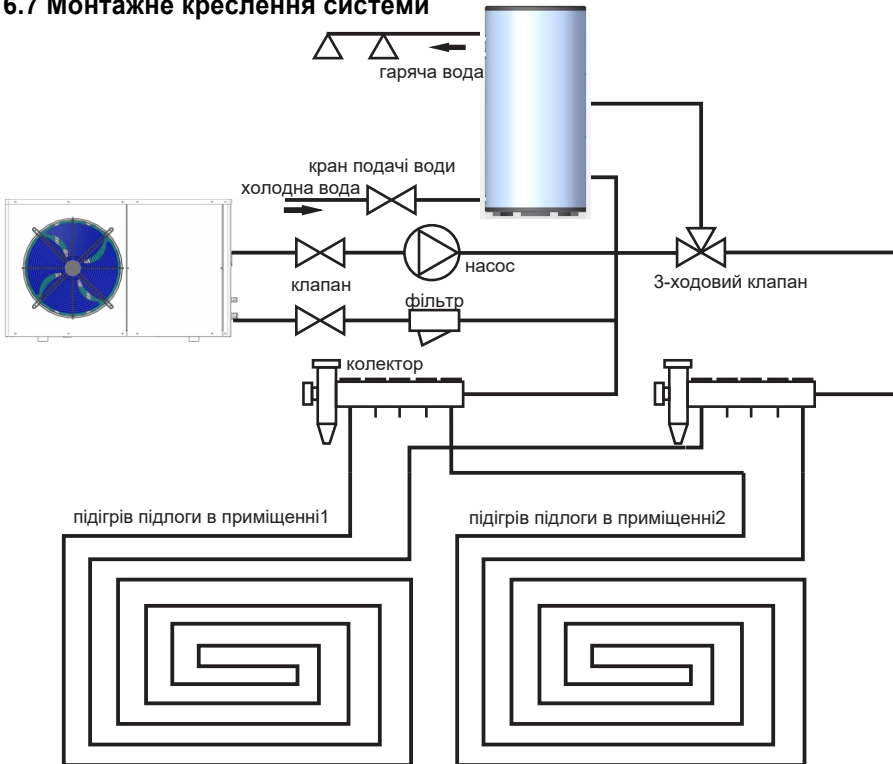 6.7 Монтажне креслення системи
гаряча вода
кран подачі води
холодна вода
насос
клапан
3-ходовий клапан
фільтр
колектор
підігрів підлоги в приміщенні1
підігрів підлоги в приміщенні2